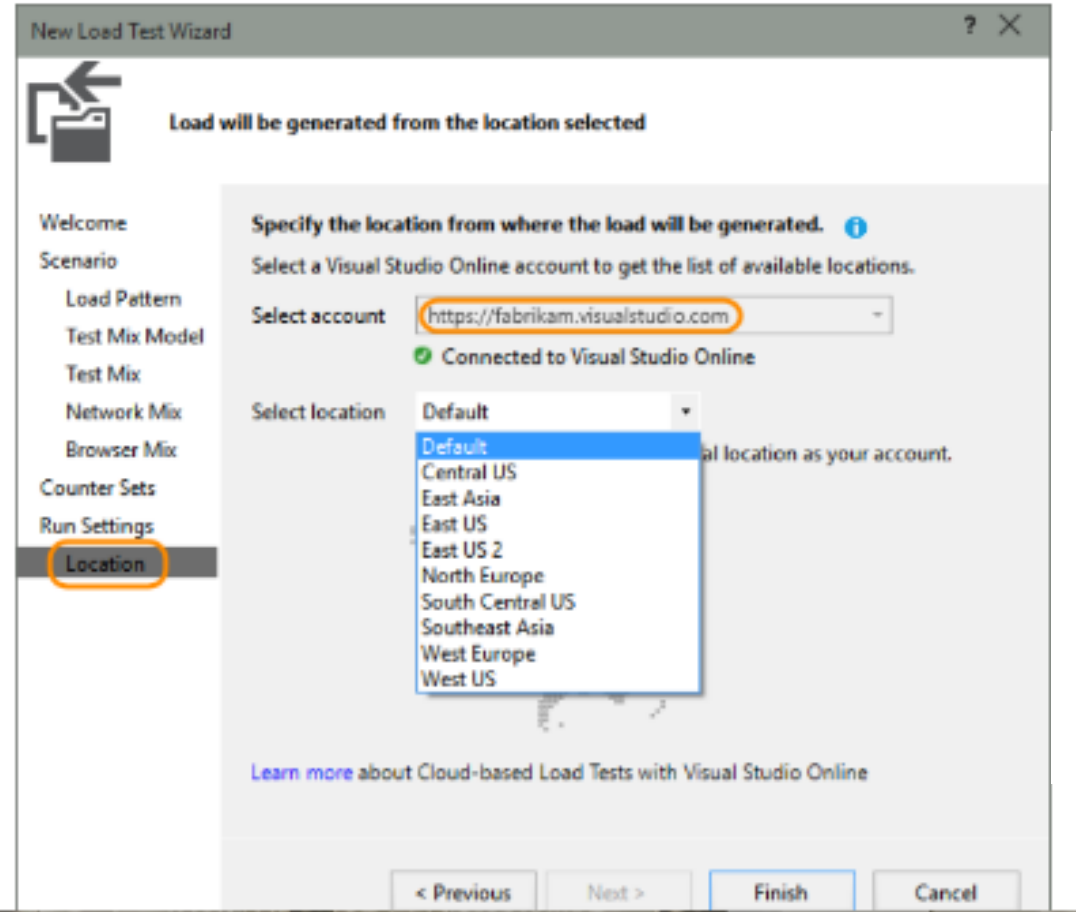 New Load Test Wizard ?
Load will be generated from the location selected
Welcome
Scenario
Load Pattern
Test Mix Model
Test Mix
Network Mix
Browser Mix
Counter Sets
Run Settings
Location
Specify the location from where the load will be generated.
Select a Visual Studio Online account to get the list of available locations.
Select account https://fabrikam.visualstudio.com
Connected to Visual Studio Online
Select location Default
Default
al location as your account.
Central US
East Asia
East US
East US 2
North Europe
South Central US
Southeast Asia
West Europe
West US
Learn more about Cloud-based Load Tests with Visual Studio Online
< Previous Next > Finish Cancel